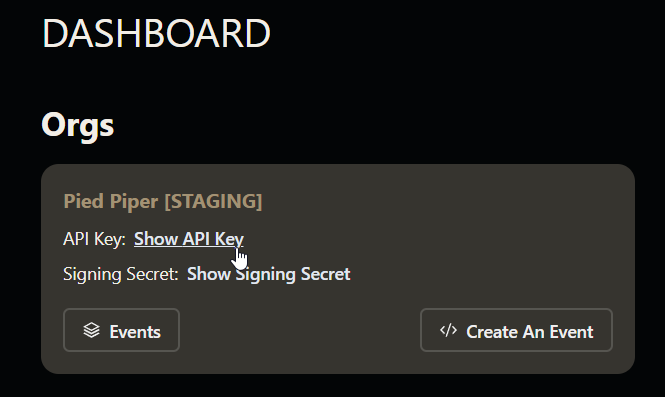 DASHBOARD
Orgs
Pied Piper [STAGING]
API Key: Show API Key
Signing Secret: Show Signing Secret
Events
Create An Event